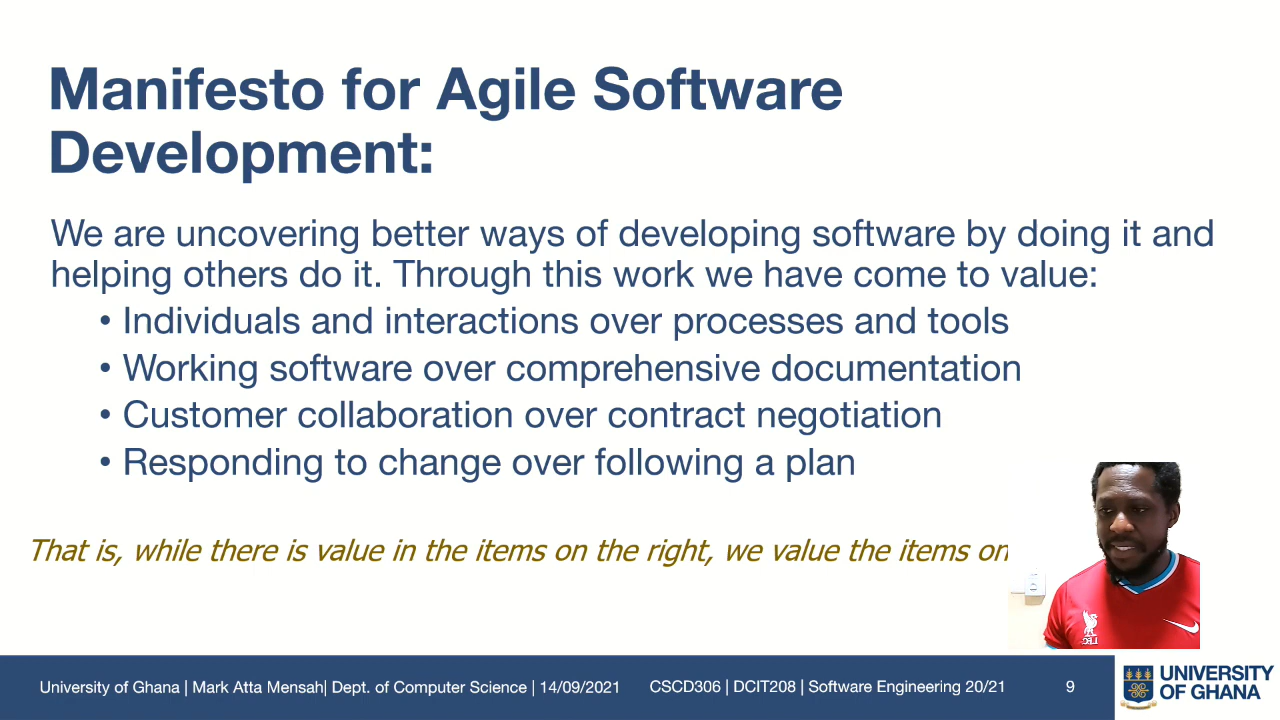 Manifesto for Agile Software
Development:
We are uncovering better ways of developing software by doing it and
helping others do it. Through this work we have come to value:
• Individuals and interactions over processes and tools
• Working software over comprehensive documentation
• Customer collaboration over contract negotiation
• Responding to change over following a plan
That is, while there is value in the items on the right, we value the items on
LFC
University of Ghana | Mark Atta Mensah| Dept. of Computer Science | 14/09/2021 CSCD306 | DCIT208 | Software Engineering 20/21 9
UNIVERSITY
OF GHANA